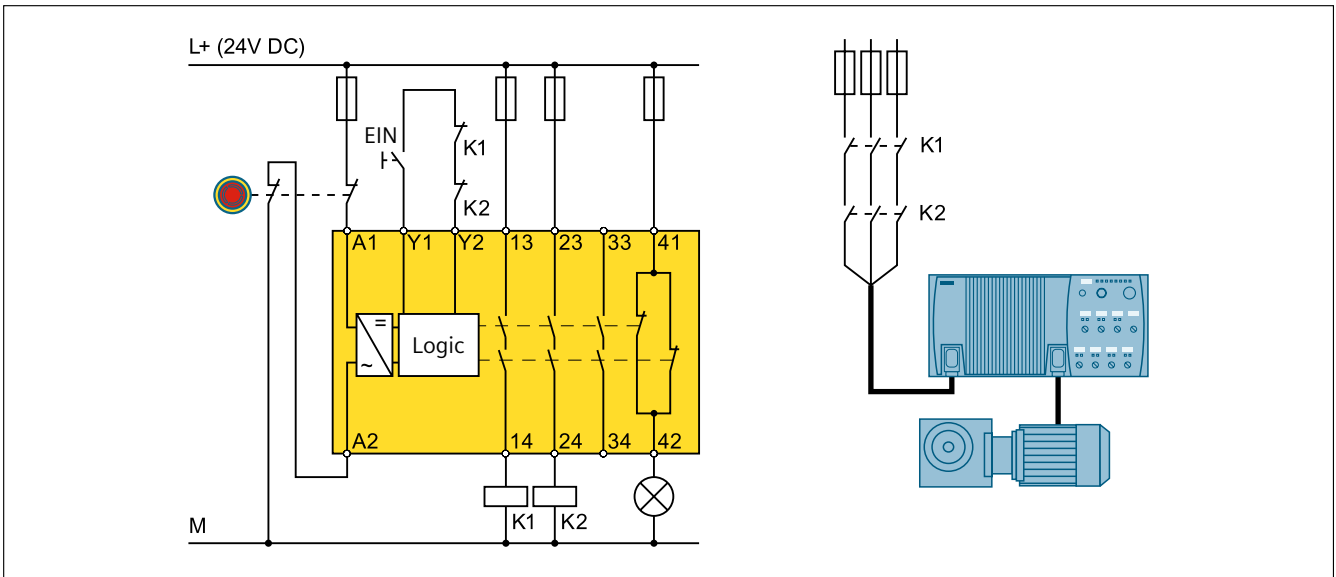 L+ (24V DC)
EIN
K1
K2
A1
Y1
Y2
13
23
33
41
=
~
Logic
A2
14
24
34
42
K1
K2
M
K1
K2